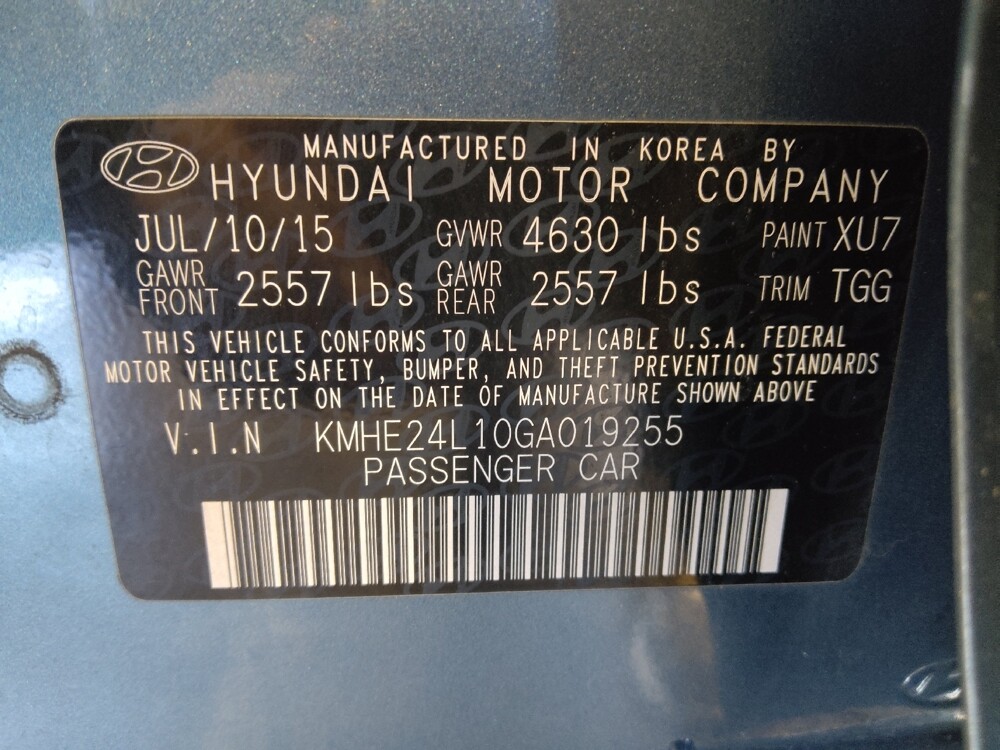 MANUFACTURED IN KOREA BY
HYUNDAI MOTOR COMPANY
JUL/10/15 GVWR 4630 lbs PAINT XU7
GAWR FRONT 2557 lbs GAWR REAR 2557 lbs TRIM TGG
THIS VEHICLE CONFORMS TO ALL APPLICABLE U.S.A. FEDERAL
MOTOR VEHICLE SAFETY, BUMPER, AND THEFT PREVENTION STANDARDS
IN EFFECT ON THE DATE OF MANUFACTURE SHOWN ABOVE
V.I.N KMHE24L10GA019255
PASSENGER CAR